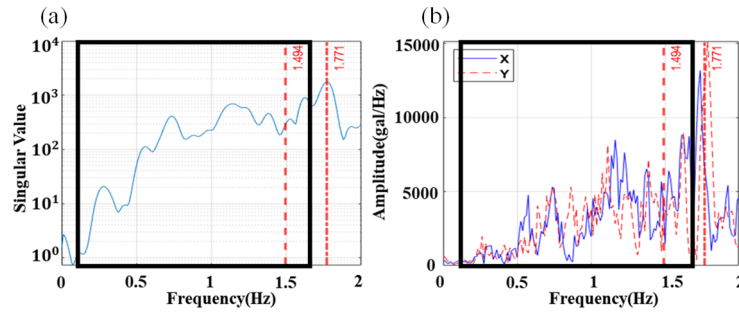 (a)
(b)
10^4
10^3
10^2
10^1
10^0
Singular Value
0
0.5
1
1.5
2
Frequency(Hz)
1.494
1.771
15000
10000
5000
0
Amplitude(gal/Hz)
X
Y
0
0.5
1
1.5
2
Frequency(Hz)
1.494
1.771